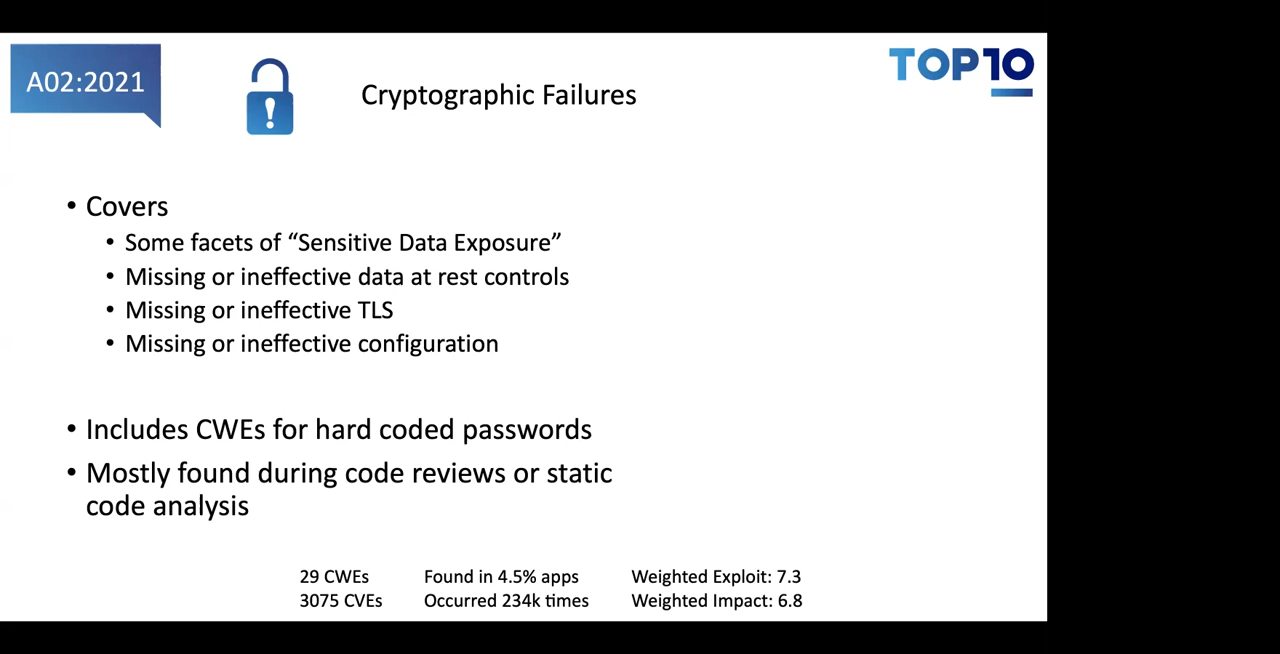 A02:2021
Cryptographic Failures
TOP10
• Covers
• Some facets of “Sensitive Data Exposure”
• Missing or ineffective data at rest controls
• Missing or ineffective TLS
• Missing or ineffective configuration
• Includes CWEs for hard coded passwords
• Mostly found during code reviews or static
code analysis
29 CWEs Found in 4.5% apps Weighted Exploit: 7.3
3075 CVEs Occurred 234k times Weighted Impact: 6.8